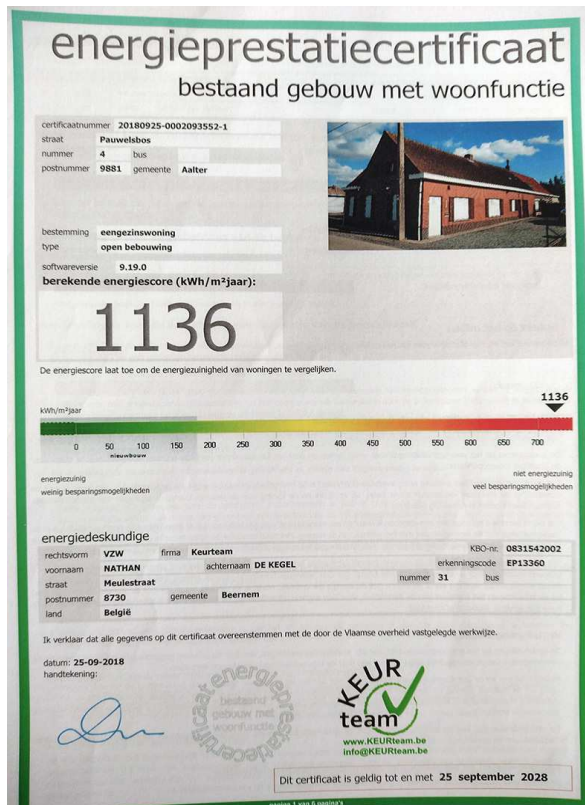 energieprestatiecertificaat
bestaand gebouw met woonfunctie
certificaatnummer 20180925-0002093552-1
straat Pauwelsbos
nummer 4 bus
postnummer 9881 gemeente Aalter
bestemming eengezinswoning
type open bebouwing
softwareversie 9.19.0
berekende energiescore (kWh/m²jaar):
1136
De energiescore laat toe om de energiezuinigheid van woningen te vergelijken.
1136
kWh/m²jaar
0 50 100 150 200 250 300 350 400 450 500 550 600 650 700
nieuwbouw
energiezuinig niet energiezuinig
weinig besparingsmogelijkheden veel besparingsmogelijkheden
energiedeskundige
rechtsvorm VZW firma Keurteam KBO-nr. 0831542002
voornaam NATHAN achternaam DE KEGEL erkenningscode EP13360
straat Meulestraat nummer 31 bus
postnummer 8730 gemeente Beernem
land België
Ik verklaar dat alle gegevens op dit certificaat overeenstemmen met de door de Vlaamse overheid vastgelegde werkwijze.
datum: 25-09-2018
handtekening:
energieprestatiecertificaat
bestaand
gebouw met
woonfunctie
KEUR
team
www.KEURteam.be
info@KEURteam.be
Dit certificaat is geldig tot en met 25 september 2028
pagina 1 van 6 pagina's